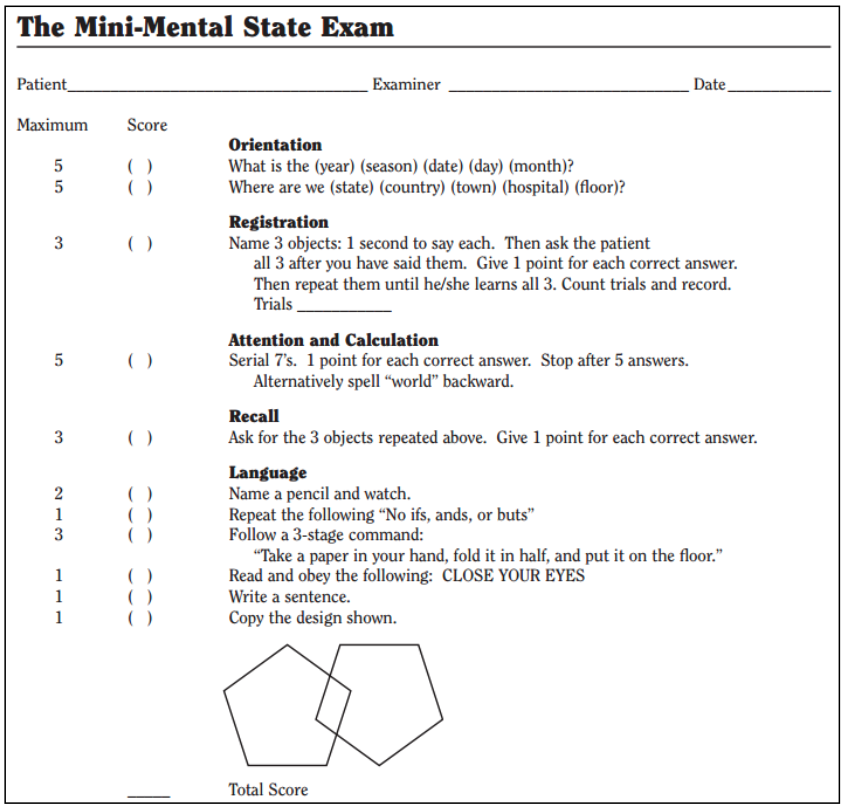 The Mini-Mental State Exam
Patient__________________________________ Examiner __________________________ Date____________
Maximum Score
Orientation
5 ( ) What is the (year) (season) (date) (day) (month)?
5 ( ) Where are we (state) (country) (town) (hospital) (floor)?
Registration
3 ( ) Name 3 objects: 1 second to say each. Then ask the patient
all 3 after you have said them. Give 1 point for each correct answer.
Then repeat them until he/she learns all 3. Count trials and record.
Trials ___________
Attention and Calculation
5 ( ) Serial 7’s. 1 point for each correct answer. Stop after 5 answers.
Alternatively spell “world” backward.
Recall
3 ( ) Ask for the 3 objects repeated above. Give 1 point for each correct answer.
Language
2 ( ) Name a pencil and watch.
1 ( ) Repeat the following “No ifs, ands, or buts”
3 ( ) Follow a 3-stage command:
“Take a paper in your hand, fold it in half, and put it on the floor.”
1 ( ) Read and obey the following: CLOSE YOUR EYES
1 ( ) Write a sentence.
1 ( ) Copy the design shown.
_____ Total Score